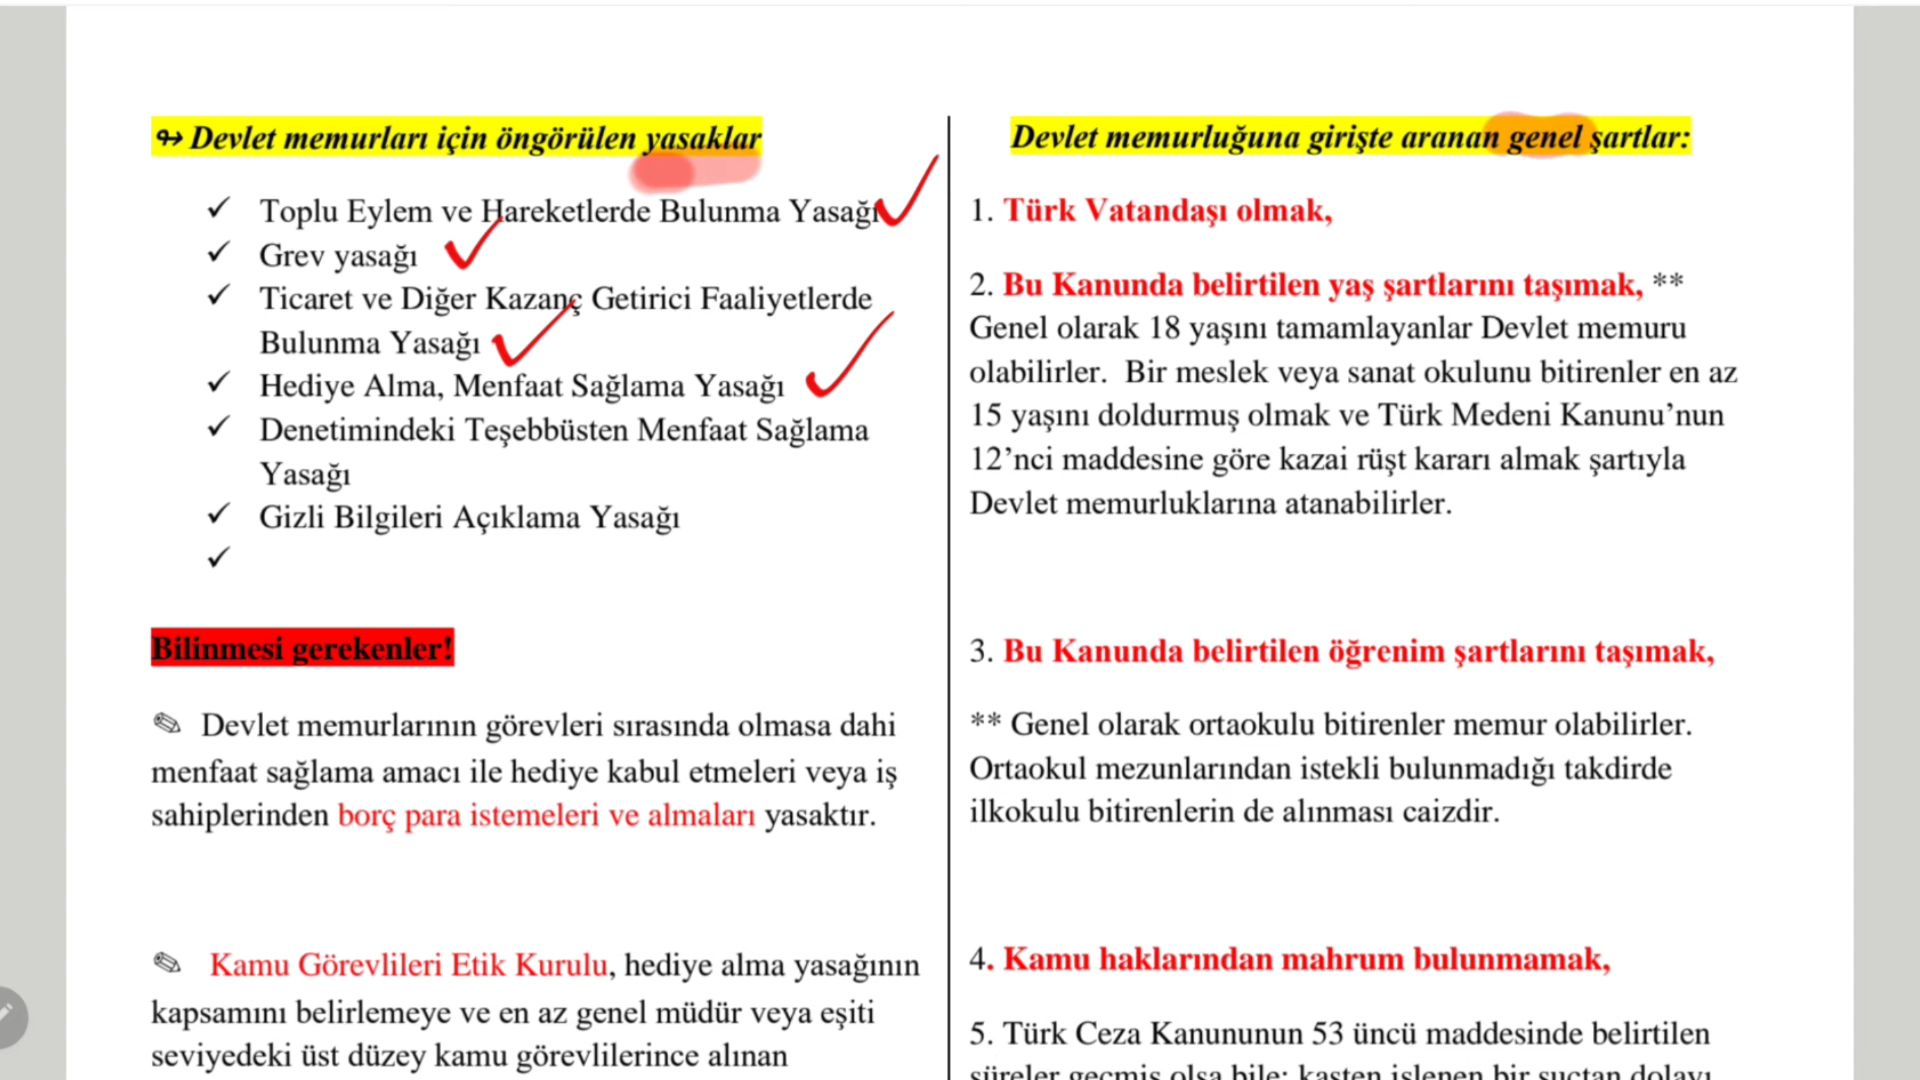 ↬ Devlet memurları için öngörülen yasaklar
✓ Toplu Eylem ve Hareketlerde Bulunma Yasağı
✓ Grev yasağı
✓ Ticaret ve Diğer Kazanç Getirici Faaliyetlerde
Bulunma Yasağı
✓ Hediye Alma, Menfaat Sağlama Yasağı
✓ Denetimindeki Teşebbüsten Menfaat Sağlama
Yasağı
✓ Gizli Bilgileri Açıklama Yasağı
✓
Bilinmesi gerekenler!
✎ Devlet memurlarının görevleri sırasında olmasa dahi
menfaat sağlama amacı ile hediye kabul etmeleri veya iş
sahiplerinden borç para istemeleri ve almaları yasaktır.
✎ Kamu Görevlileri Etik Kurulu, hediye alma yasağının
kapsamını belirlemeye ve en az genel müdür veya eşiti
seviyedeki üst düzey kamu görevlilerince alınan
Devlet memurluğuna girişte aranan genel şartlar:
1. Türk Vatandaşı olmak,
2. Bu Kanunda belirtilen yaş şartlarını taşımak, **
Genel olarak 18 yaşını tamamlayanlar Devlet memuru
olabilirler. Bir meslek veya sanat okulunu bitirenler en az
15 yaşını doldurmuş olmak ve Türk Medeni Kanunu’nun
12’nci maddesine göre kazai rüşt kararı almak şartıyla
Devlet memurluklarına atanabilirler.
3. Bu Kanunda belirtilen öğrenim şartlarını taşımak,
** Genel olarak ortaokulu bitirenler memur olabilirler.
Ortaokul mezunlarından istekli bulunmadığı takdirde
ilkokulu bitirenlerin de alınması caizdir.
4. Kamu haklarından mahrum bulunmamak,
5. Türk Ceza Kanununun 53 üncü maddesinde belirtilen
süreler geçmiş olsa bile; kasten işlenen bir suçtan dolayı